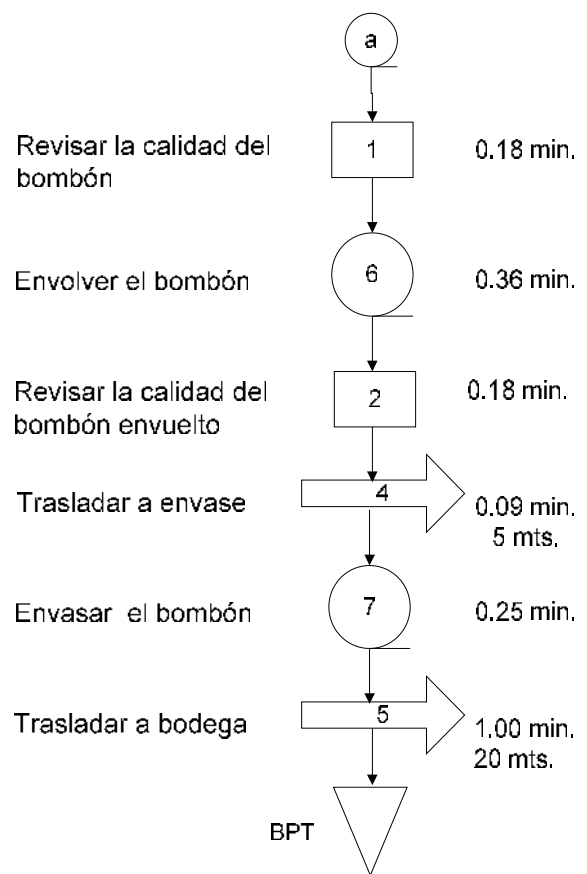 a
Revisar la calidad del
bombón
1
0.18 min.
Envolver el bombón
6
0.36 min.
Revisar la calidad del
bombón envuelto
2
0.18 min.
Trasladar a envase
4
0.09 min.
5 mts.
Envasar el bombón
7
0.25 min.
Trasladar a bodega
5
1.00 min.
20 mts.
BPT